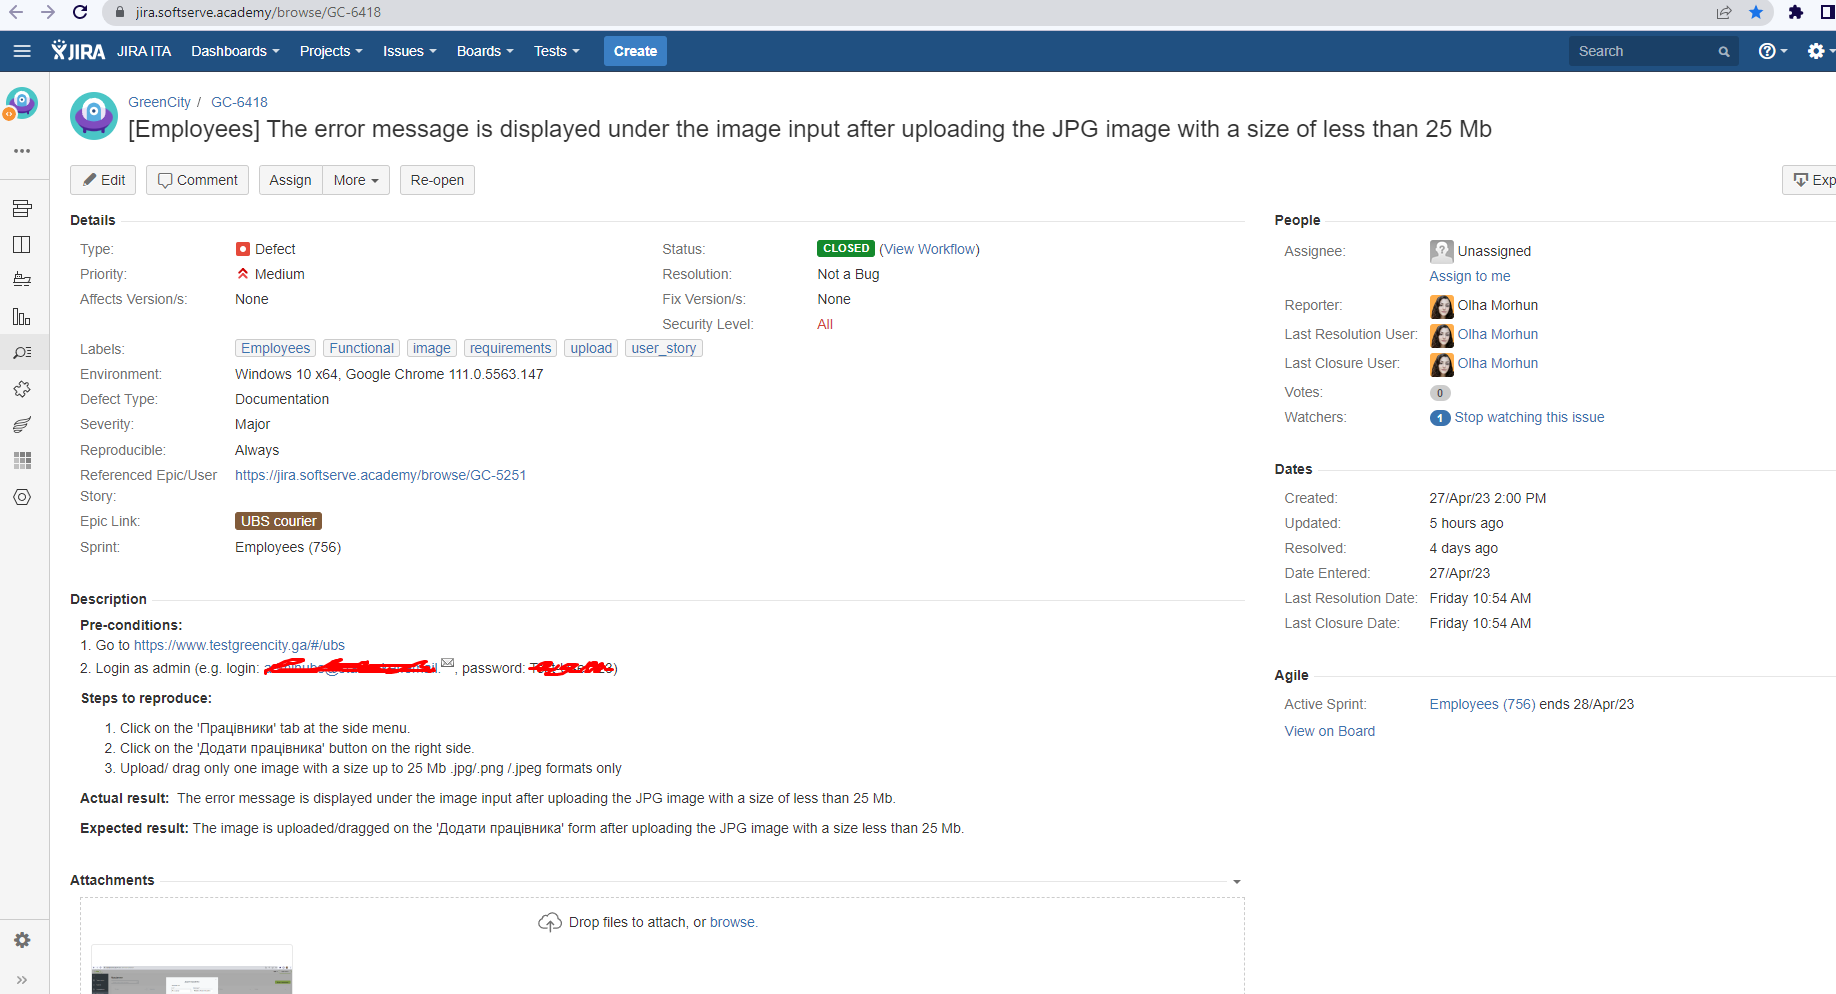 jira.softserve.academy/browse/GC-6418
JIRA JIRA ITA Dashboards Projects Issues Boards Tests Create Search
GreenCity / GC-6418
[Employees] The error message is displayed under the image input after uploading the JPG image with a size of less than 25 Mb
Edit Comment Assign More Re-open Exp
Details
Type: Defect
Priority: Medium
Affects Version/s: None
Status: CLOSED (View Workflow)
Resolution: Not a Bug
Fix Version/s: None
Security Level: All
Labels: Employees Functional image requirements upload user_story
Environment: Windows 10 x64, Google Chrome 111.0.5563.147
Defect Type: Documentation
Severity: Major
Reproducible: Always
Referenced Epic/User Story: https://jira.softserve.academy/browse/GC-5251
Epic Link: UBS courier
Sprint: Employees (756)
Description
Pre-conditions:
1. Go to https://www.testgreencity.ga/#/ubs
2. Login as admin (e.g. login: , password: )
Steps to reproduce:
1. Click on the 'Працівники' tab at the side menu.
2. Click on the 'Додати працівника' button on the right side.
3. Upload/ drag only one image with a size up to 25 Mb .jpg/.png /.jpeg formats only
Actual result: The error message is displayed under the image input after uploading the JPG image with a size of less than 25 Mb.
Expected result: The image is uploaded/dragged on the 'Додати працівника' form after uploading the JPG image with a size less than 25 Mb.
Attachments
Drop files to attach, or browse.
People
Assignee: Unassigned
Assign to me
Reporter: Olha Morhun
Last Resolution User: Olha Morhun
Last Closure User: Olha Morhun
Votes: 0
Watchers: 1 Stop watching this issue
Dates
Created: 27/Apr/23 2:00 PM
Updated: 5 hours ago
Resolved: 4 days ago
Date Entered: 27/Apr/23
Last Resolution Date: Friday 10:54 AM
Last Closure Date: Friday 10:54 AM
Agile
Active Sprint: Employees (756) ends 28/Apr/23
View on Board